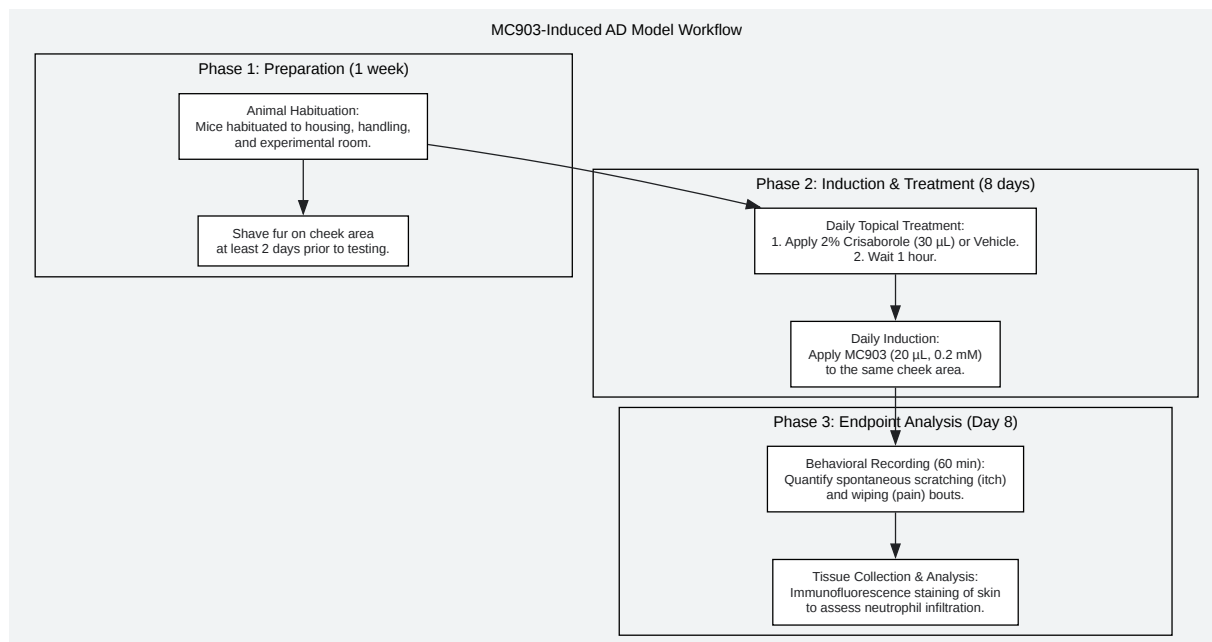 MC903-Induced AD Model Workflow
Phase 1: Preparation (1 week)
Animal Habituation:
Mice habituated to housing, handling,
and experimental room.
Shave fur on cheek area
at least 2 days prior to testing.
Phase 2: Induction & Treatment (8 days)
Daily Topical Treatment:
1. Apply 2% Crisaborole (30 µL) or Vehicle.
2. Wait 1 hour.
Daily Induction:
Apply MC903 (20 µL, 0.2 mM)
to the same cheek area.
Phase 3: Endpoint Analysis (Day 8)
Behavioral Recording (60 min):
Quantify spontaneous scratching (itch)
and wiping (pain) bouts.
Tissue Collection & Analysis:
Immunofluorescence staining of skin
to assess neutrophil infiltration.